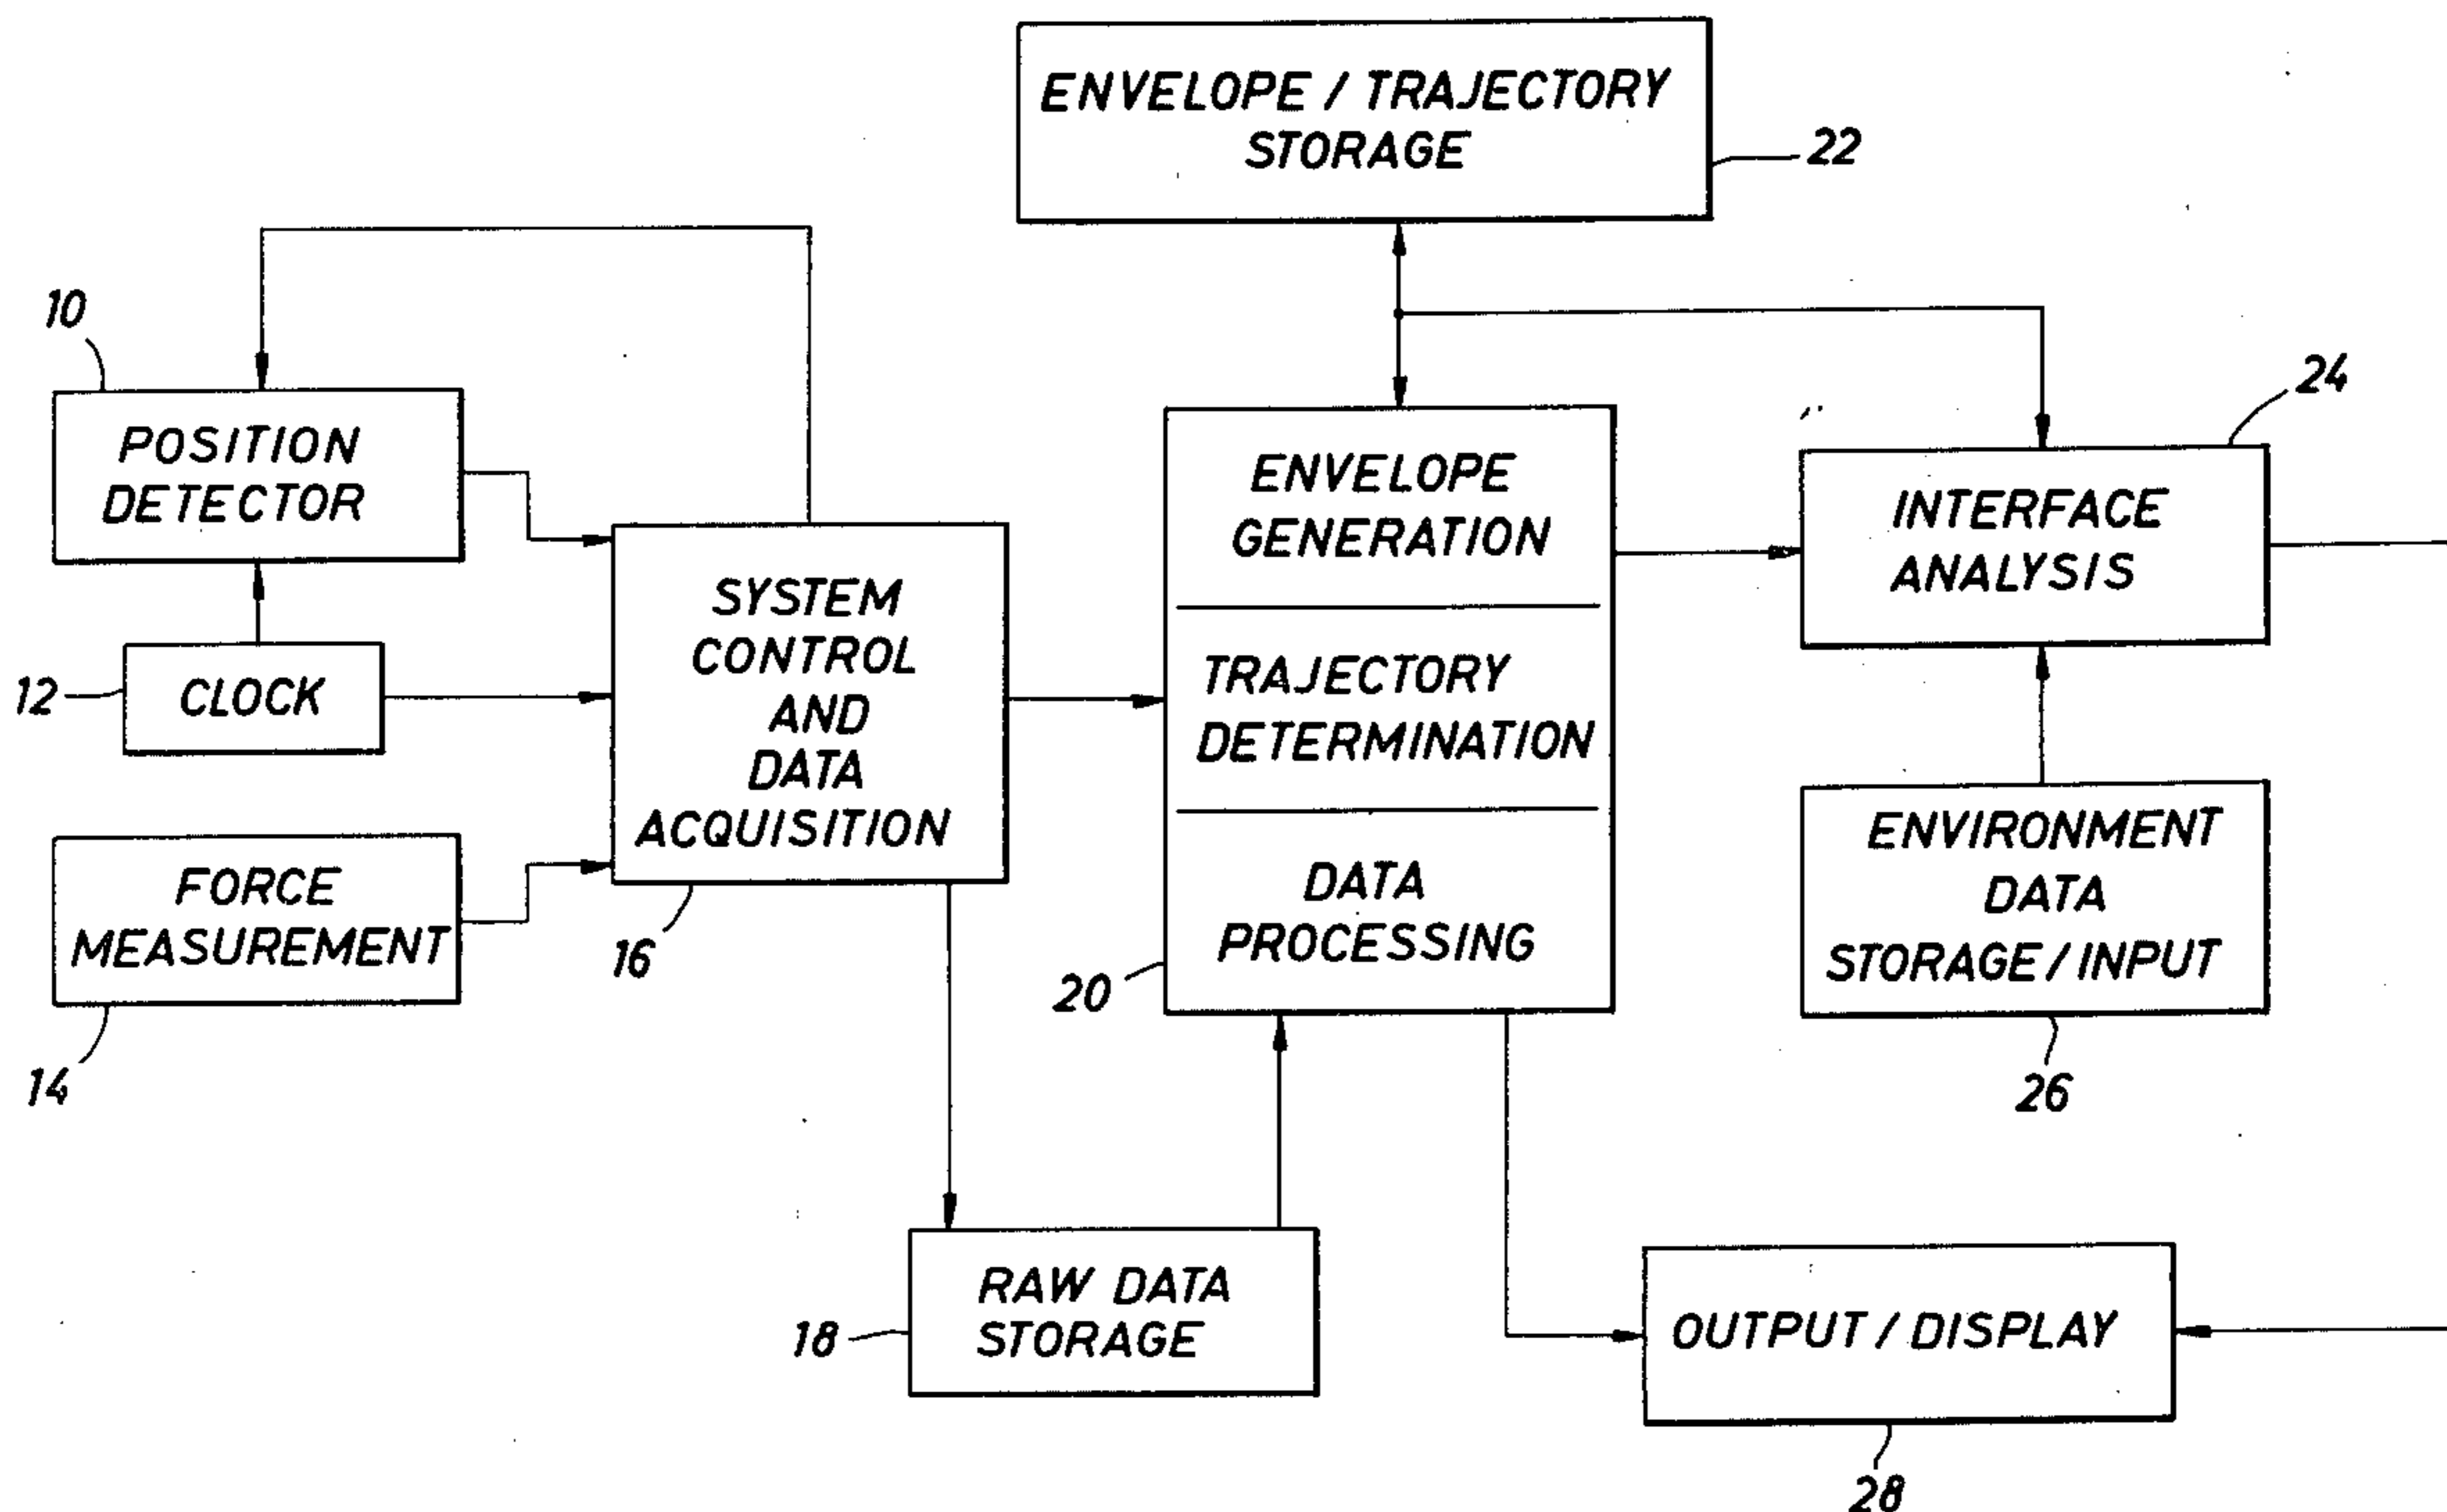 ENVELOPE / TRAJECTORY
STORAGE
22
10
POSITION
DETECTOR
12
CLOCK
FORCE
MEASUREMENT
14
SYSTEM
CONTROL
AND
DATA
ACQUISITION
16
ENVELOPE
GENERATION
TRAJECTORY
DETERMINATION
DATA
PROCESSING
20
24
INTERFACE
ANALYSIS
ENVIRONMENT
DATA
STORAGE / INPUT
26
18
RAW DATA
STORAGE
OUTPUT / DISPLAY
28